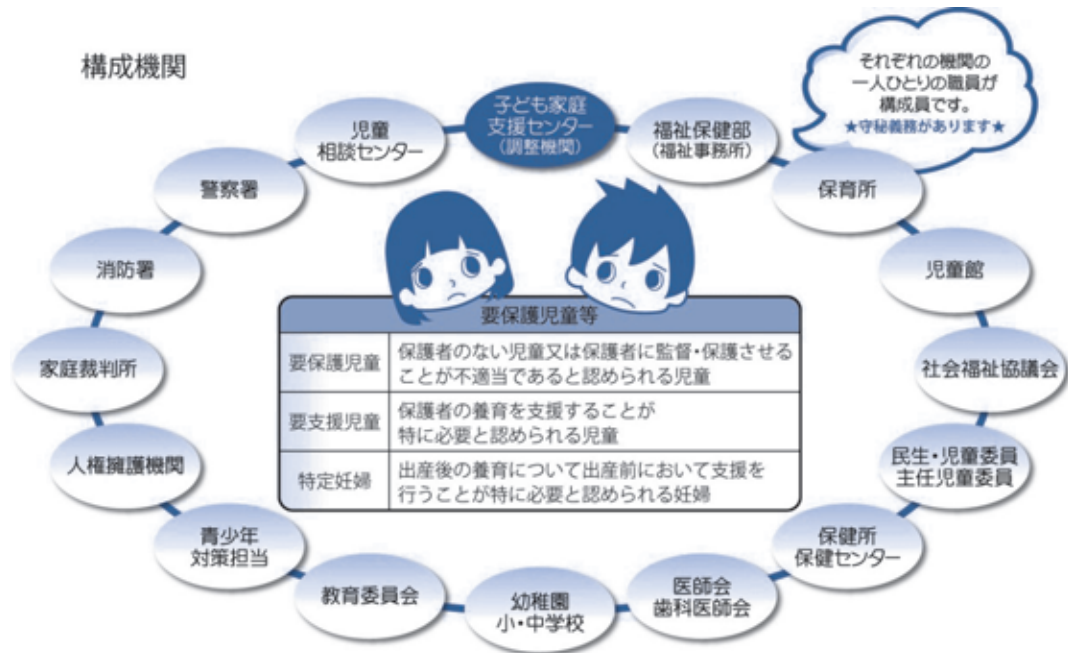 構成機関
それぞれの機関の
一人ひとりの職員が
構成員です。
★守秘義務があります★
子ども家庭
支援センター
(調整機関)
福祉保健部
(福祉事務所)
保育所
児童館
社会福祉協議会
民生・児童委員
主任児童委員
保健所
保健センター
医師会
歯科医師会
幼稚園
小・中学校
教育委員会
青少年
対策担当
人権擁護機関
家庭裁判所
消防署
警察署
児童
相談センター
要保護児童等
要保護児童
保護者のない児童又は保護者に監督・保護させる
ことが不適当であると認められる児童
要支援児童
保護者の養育を支援することが
特に必要と認められる児童
特定妊婦
出産後の養育について出産前において支援を
行うことが特に必要と認められる妊婦